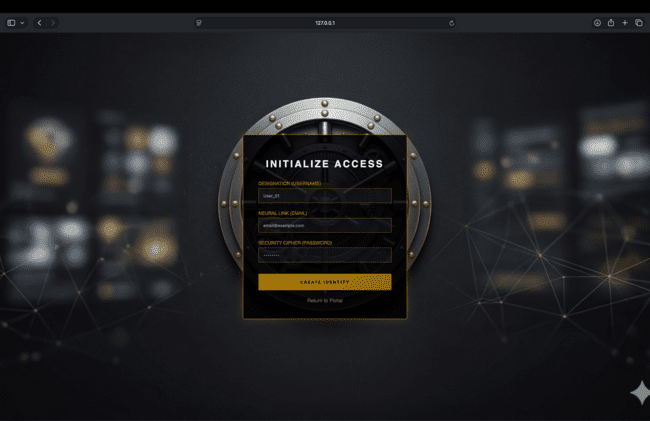 127.0.0.1
INITIALIZE ACCESS
DESIGNATION (USERNAME)
User_01
NEURAL LINK (EMAIL)
email@example.com
SECURITY CIPHER (PASSWORD)
••••••••
CREATE IDENTITY
Return to Portal